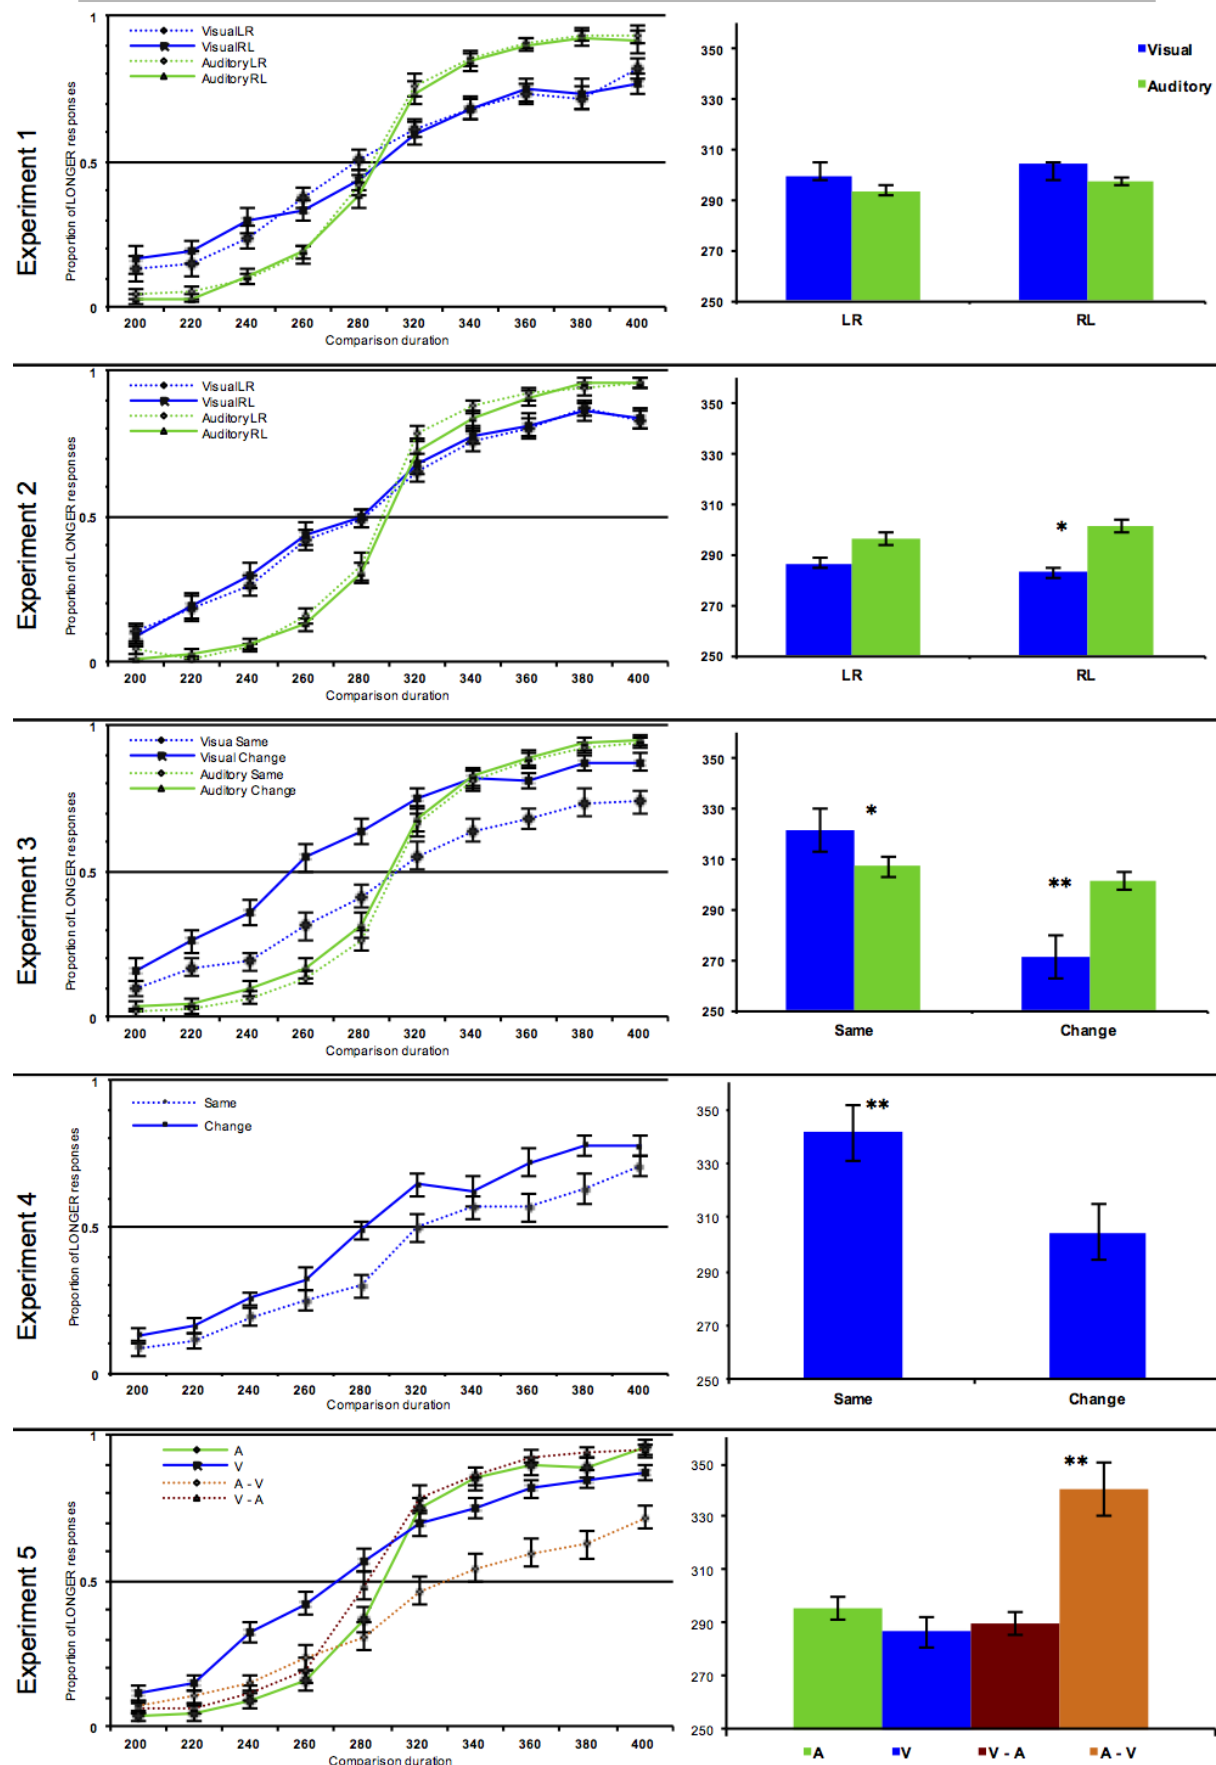 Experiment 1
Proportion of LONGER responses
1
0.5
0
VisualLR
VisualRL
AuditoryLR
AuditoryRL
200 220 240 260 280 320 340 360 380 400
Comparison duration
350
330
310
290
270
250
Visual
Auditory
LR RL
Experiment 2
Proportion of LONGER responses
1
0.5
0
VisualLR
VisualRL
AuditoryLR
AuditoryRL
200 220 240 260 280 320 340 360 380 400
Comparison duration
350
330
310
290
270
250
*
LR RL
Experiment 3
Proportion of LONGER responses
1
0.5
0
Visua Same
Visual Change
Auditory Same
Auditory Change
200 220 240 260 280 320 340 360 380 400
Comparison duration
350
330
310
290
270
250
*
**
Same Change
Experiment 4
Proportion of LONGER responses
1
0.5
0
Same
Change
200 220 240 260 280 320 340 360 380 400
Comparison duration
350
330
310
290
270
250
**
Same Change
Experiment 5
Proportion of LONGER responses
1
0.5
0
A
V
A - V
V - A
200 220 240 260 280 320 340 360 380 400
Comparison duration
350
330
310
290
270
250
**
A V V - A A - V